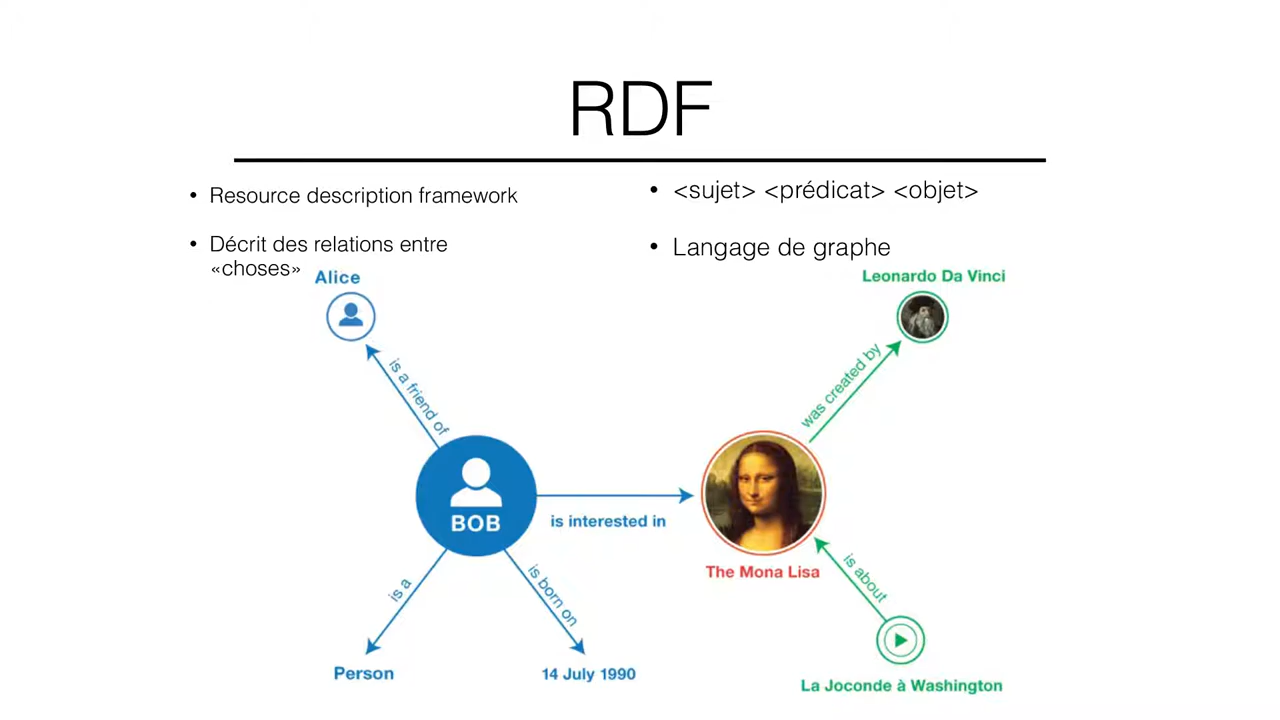 RDF
• Resource description framework
• Décrit des relations entre
«choses»
• <sujet> <prédicat> <objet>
• Langage de graphe
Alice
Leonardo Da Vinci
is a friend of
was created by
BOB
is interested in
The Mona Lisa
is a
is born on
is about
Person
14 July 1990
La Joconde à Washington